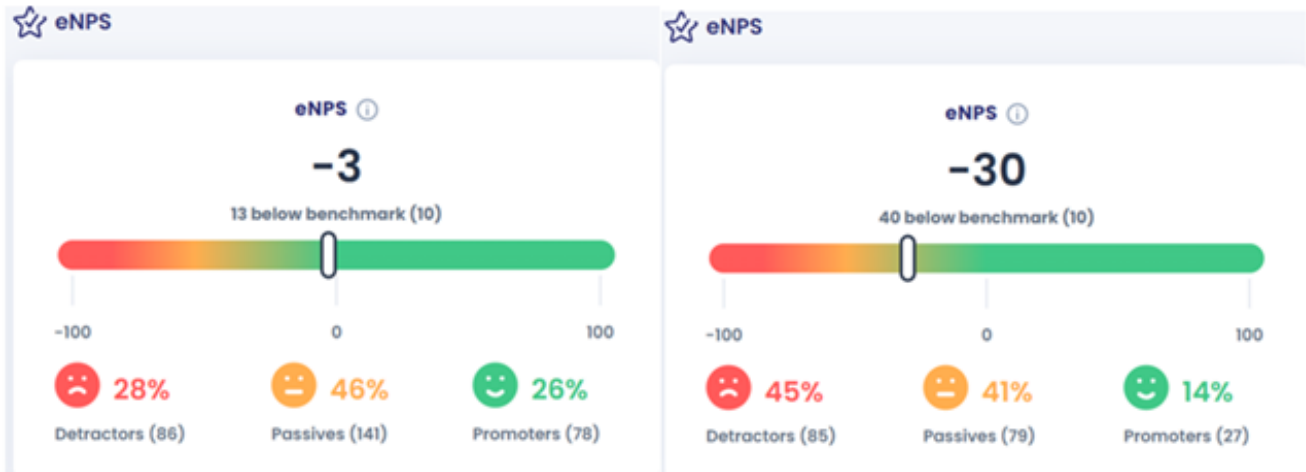 eNPS
eNPS
-3
13 below benchmark (10)
-100 0 100
28% 46% 26%
Detractors (86) Passives (141) Promoters (78)
eNPS
eNPS
-30
40 below benchmark (10)
-100 0 100
45% 41% 14%
Detractors (85) Passives (79) Promoters (27)